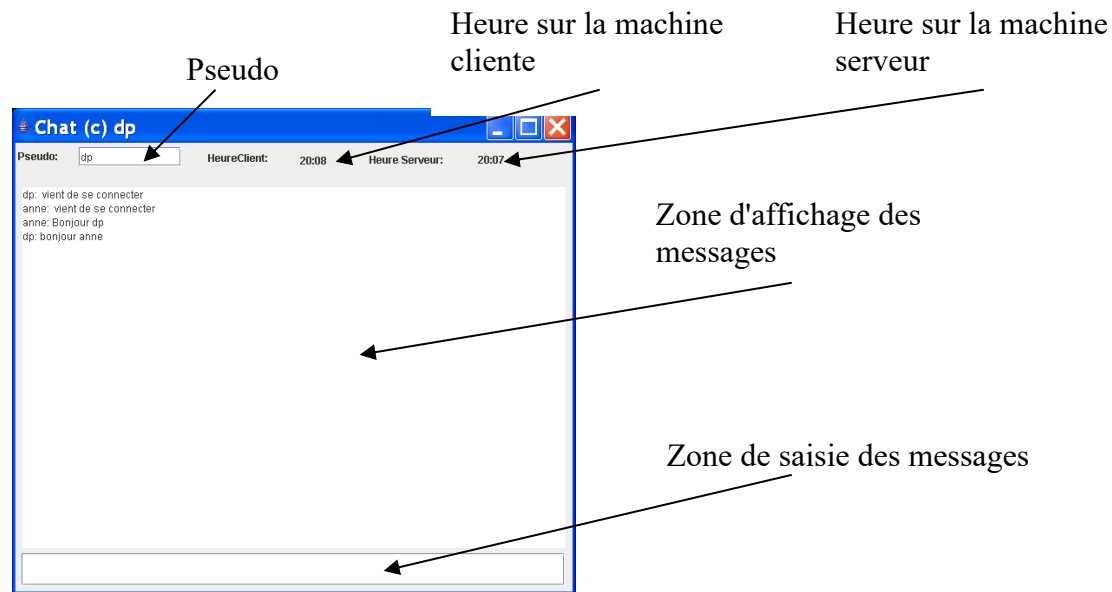 Heure sur la machine
cliente
Heure sur la machine
serveur
Pseudo
Chat (c) dp
Pseudo: dp HeureClient: 20:08 Heure Serveur: 20:07
dp: vient de se connecter
anne: vient de se connecter
anne: Bonjour dp
dp: bonjour anne
Zone d'affichage des
messages
Zone de saisie des messages